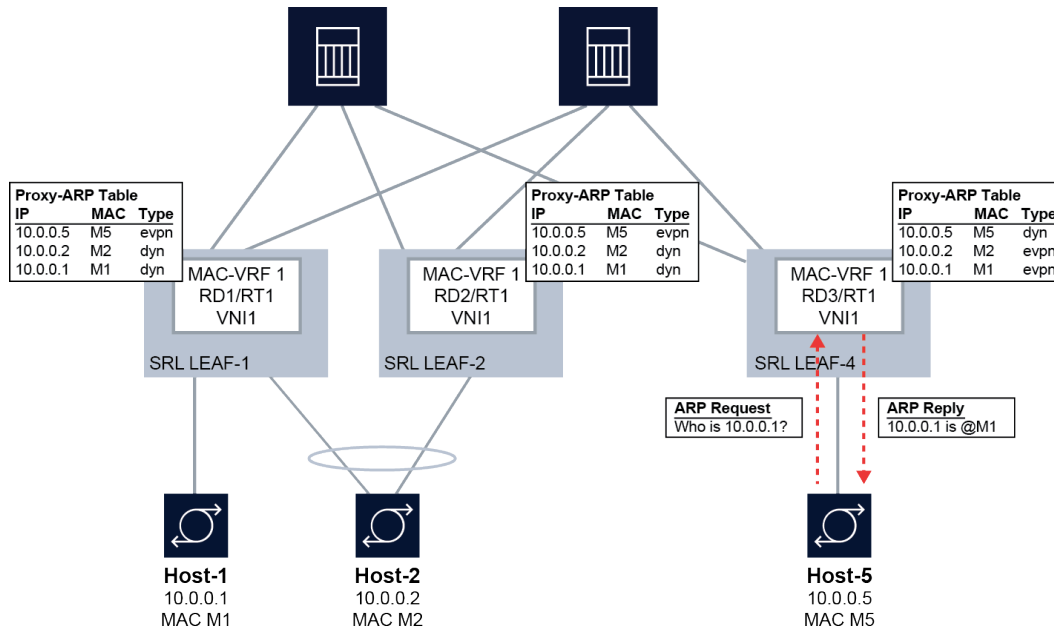 Proxy-ARP Table
IP MAC Type
10.0.0.5 M5 evpn
10.0.0.2 M2 dyn
10.0.0.1 M1 dyn
MAC-VRF 1
RD1/RT1
VNI1
SRL LEAF-1
Proxy-ARP Table
IP MAC Type
10.0.0.5 M5 evpn
10.0.0.2 M2 dyn
10.0.0.1 M1 dyn
MAC-VRF 1
RD2/RT1
VNI1
SRL LEAF-2
Proxy-ARP Table
IP MAC Type
10.0.0.5 M5 dyn
10.0.0.2 M2 evpn
10.0.0.1 M1 evpn
MAC-VRF 1
RD3/RT1
VNI1
SRL LEAF-4
ARP Request
Who is 10.0.0.1?
ARP Reply
10.0.0.1 is @M1
Host-1
10.0.0.1
MAC M1
Host-2
10.0.0.2
MAC M2
Host-5
10.0.0.5
MAC M5